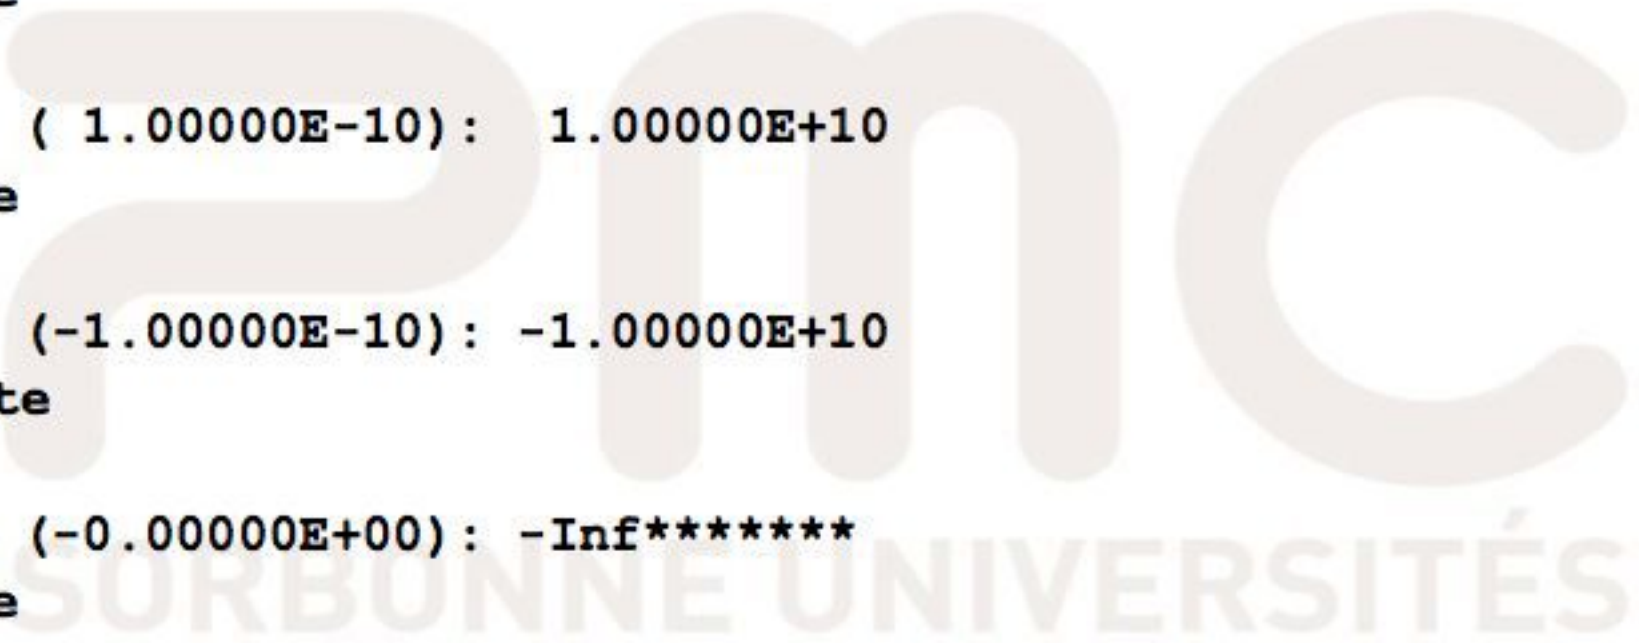 ( 1.00000E-10):  1.00000E+10
e
(-1.00000E-10): -1.00000E+10
te
(-0.00000E+00): -Inf*******
e
PMC
SORBONNE UNIVERSITÉS